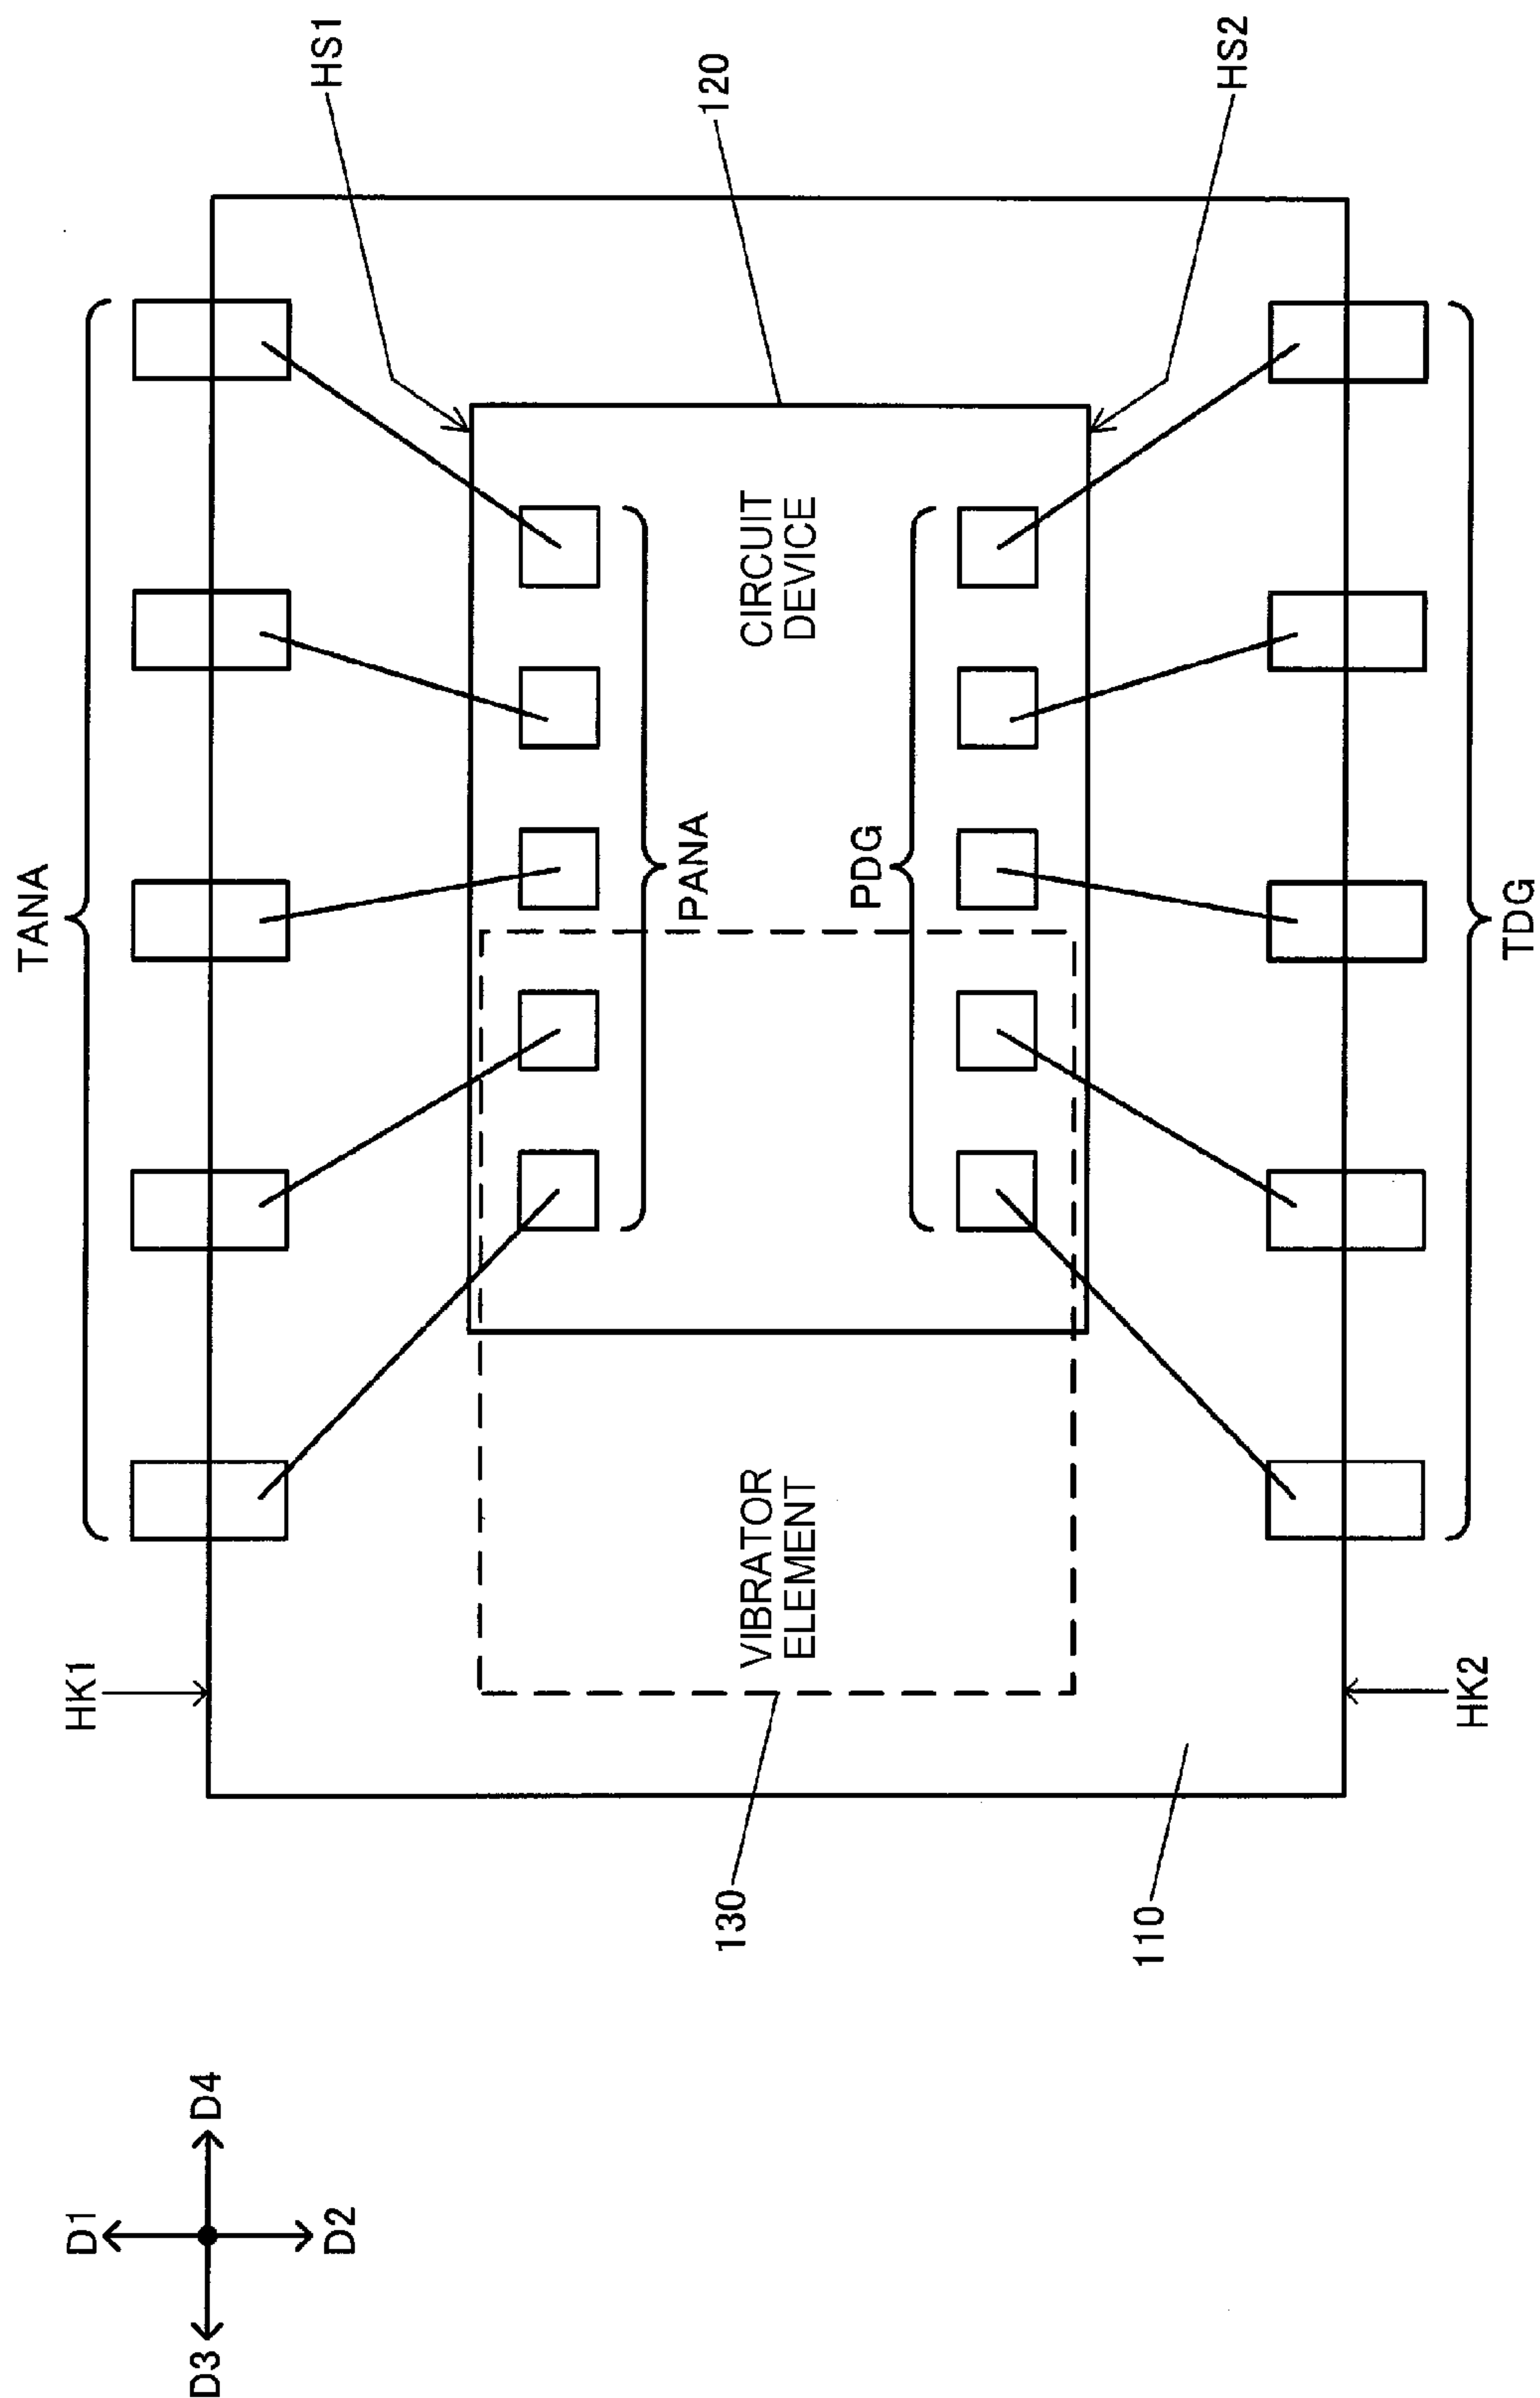 TANA
D1
HK1
D3
D4
HS1
D2
PANA
120
130
VIBRATOR
ELEMENT
CIRCUIT
DEVICE
PDG
110
HS2
HK2
TDG